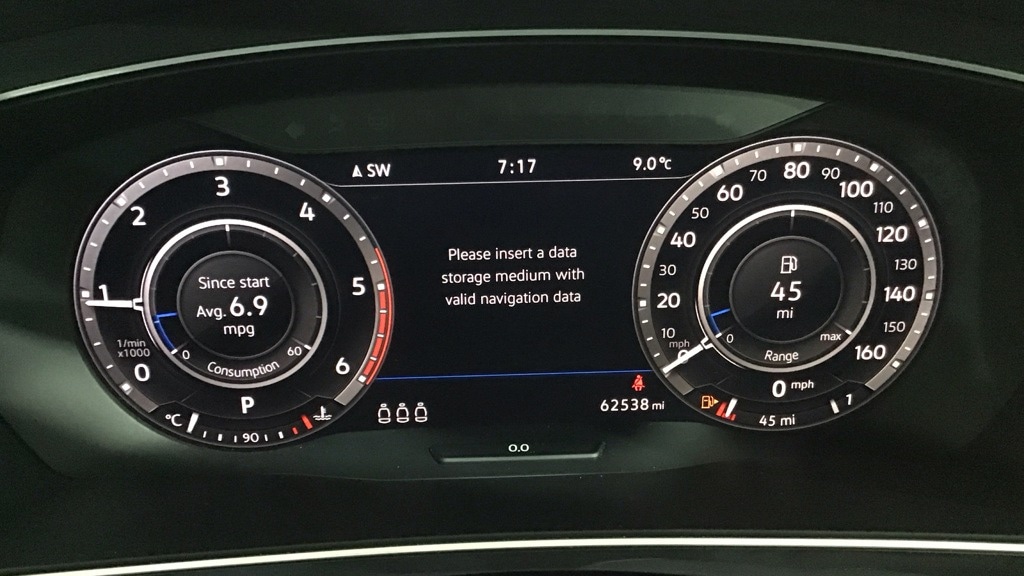 SW
7:17
9.0°C
0
1
2
3
4
5
6
1/min
x1000
Since start
Avg. 6.9
mpg
0
60
Consumption
P
°C
90
Please insert a data
storage medium with
valid navigation data
62538 mi
0.0
0
10
20
30
40
50
60
70
80
90
100
110
120
130
140
150
160
mph
45
mi
0
max
Range
0 mph
45 mi
1